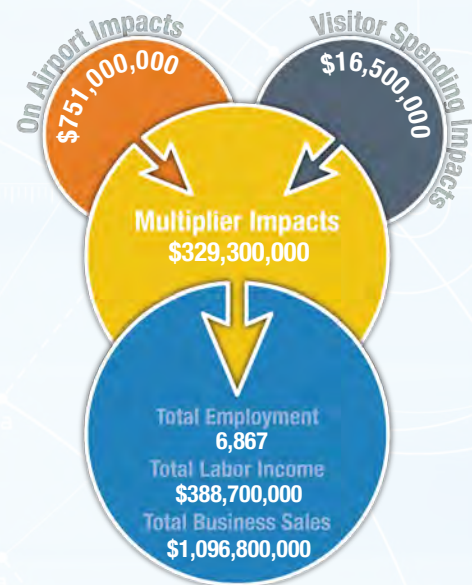 On Airport Impacts
$751,000,000
Visitor Spending Impacts
$16,500,000
Multiplier Impacts
$329,300,000
Total Employment
6,867
Total Labor Income
$388,700,000
Total Business Sales
$1,096,800,000